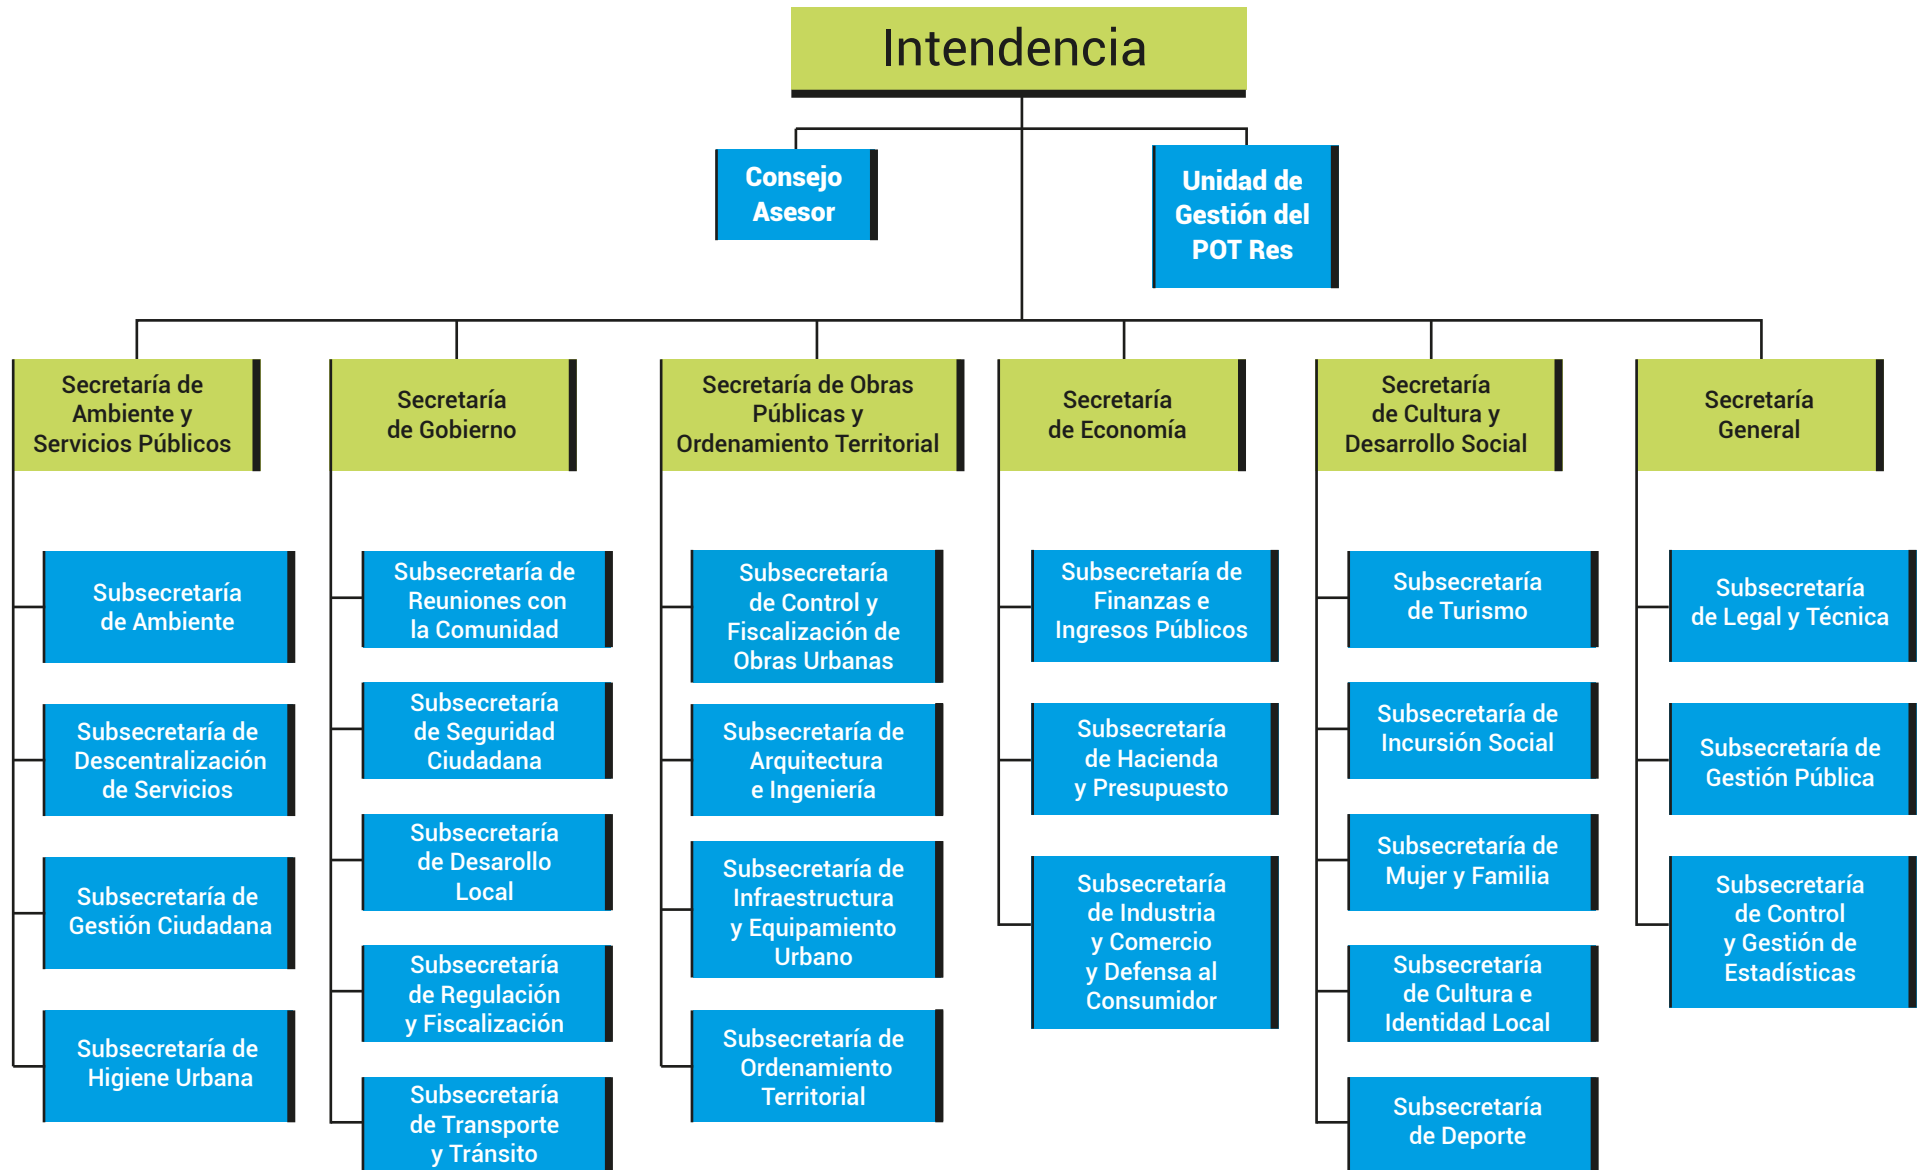 Intendencia
Consejo
Asesor
Unidad de
Gestión del
POT Res
Secretaría de
Ambiente y
Servicios Públicos
Secretaría
de Gobierno
Secretaría de Obras
Públicas y
Ordenamiento Territorial
Secretaría
de Economía
Secretaría
de Cultura y
Desarrollo Social
Secretaría
General
Subsecretaría
de Ambiente
Subsecretaría de
Descentralización
de Servicios
Subsecretaría de
Gestión Ciudadana
Subsecretaría de
Higiene Urbana
Subsecretaría de
Reuniones con
la Comunidad
Subsecretaría
de Seguridad
Ciudadana
Subsecretaría
de Desarollo
Local
Subsecretaría
de Regulación
y Fiscalización
Subsecretaría
de Transporte
y Tránsito
Subsecretaría
de Control y
Fiscalización de
Obras Urbanas
Subsecretaría de
Arquitectura
e Ingeniería
Subsecretaría de
Infraestructura
y Equipamiento
Urbano
Subsecretaría de
Ordenamiento
Territorial
Subsecretaría de
Finanzas e
Ingresos Públicos
Subsecretaría
de Hacienda
y Presupuesto
Subsecretaría
de Industria
y Comercio
y Defensa al
Consumidor
Subsecretaría
de Turismo
Subsecretaría de
Incursión Social
Subsecretaría de
Mujer y Familia
Subsecretaría
de Cultura e
Identidad Local
Subsecretaría
de Deporte
Subsecretaría
de Legal y Técnica
Subsecretaría de
Gestión Pública
Subsecretaría
de Control
y Gestión de
Estadísticas